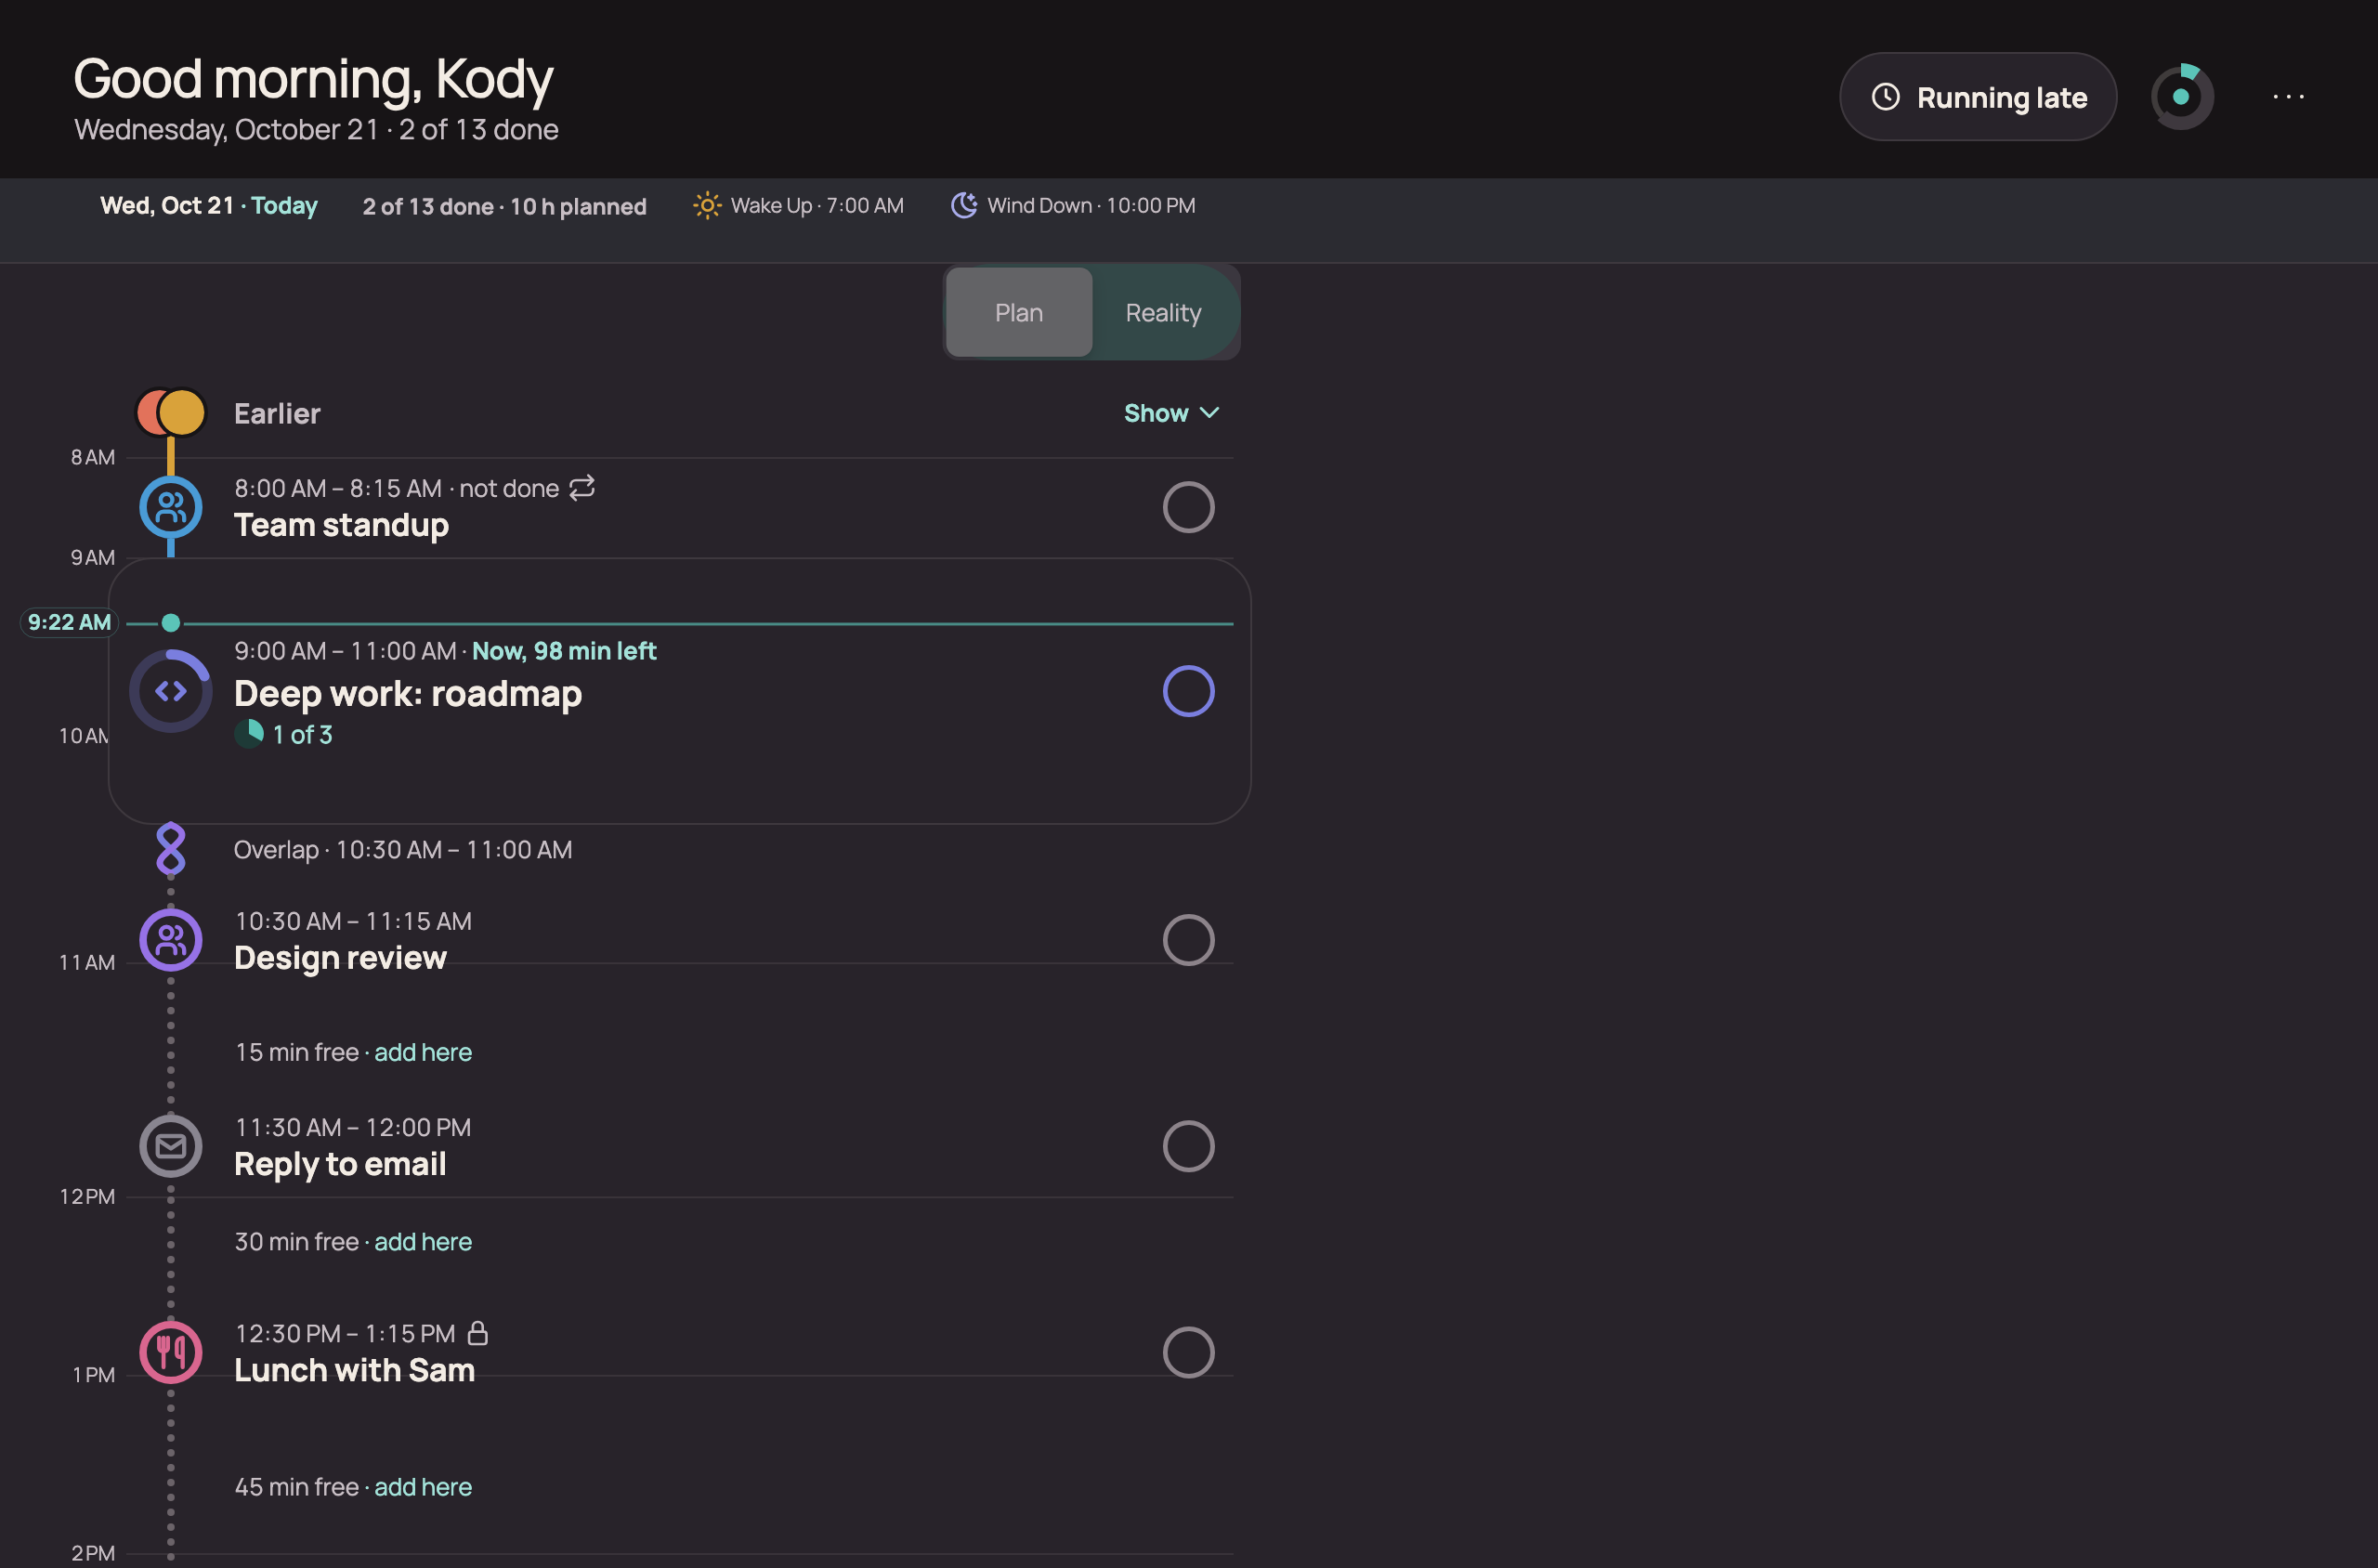 Good morning, Kody
Wednesday, October 21 · 2 of 13 done
Running late
Wed, Oct 21 · Today
2 of 13 done · 10 h planned
Wake Up · 7:00 AM
Wind Down · 10:00 PM
Plan
Reality
Earlier
Show
8 AM
8:00 AM – 8:15 AM · not done
Team standup
9 AM
9:22 AM
9:00 AM – 11:00 AM · Now, 98 min left
Deep work: roadmap
1 of 3
10 AM
Overlap · 10:30 AM – 11:00 AM
10:30 AM – 11:15 AM
Design review
11 AM
15 min free · add here
11:30 AM – 12:00 PM
Reply to email
12 PM
30 min free · add here
12:30 PM – 1:15 PM
Lunch with Sam
1 PM
45 min free · add here
2 PM